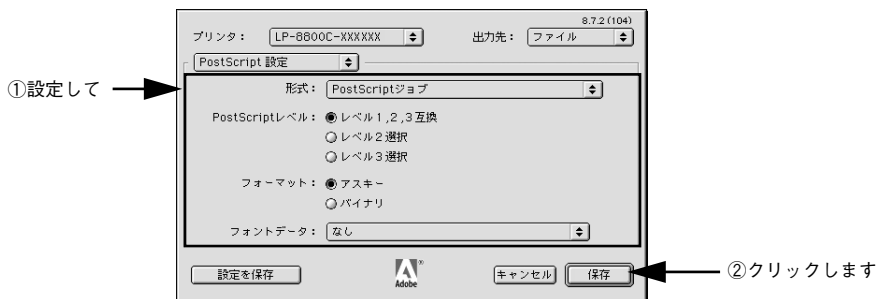 8.7.2 (104)
プリンタ： LP-8800C-XXXXXX 出力先： ファイル
PostScript 設定
①設定して
形式： PostScriptジョブ
PostScriptレベル： レベル 1 ,2 ,3 互換
レベル 2 選択
レベル 3 選択
フォーマット： アスキー
バイナリ
フォントデータ： なし
設定を保存 Adobe ® キャンセル 保存
②クリックします